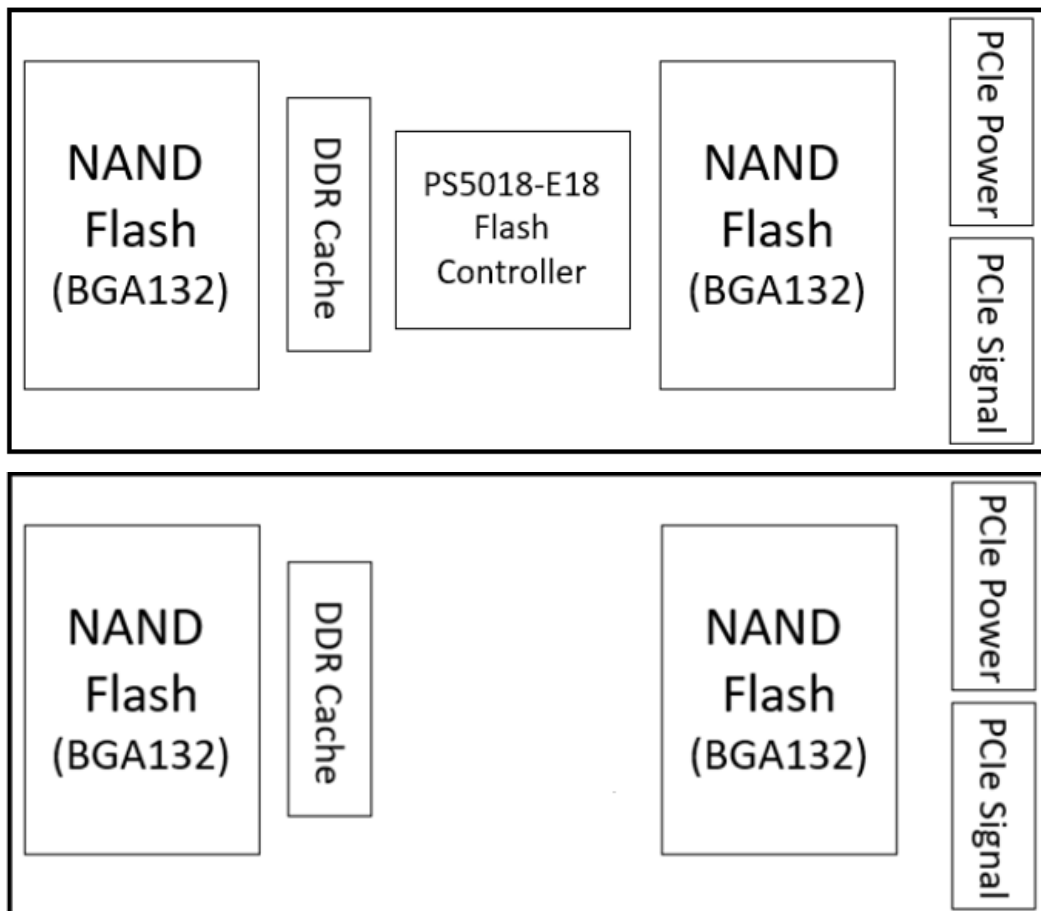 NAND
Flash
(BGA132)
DDR Cache
PS5018-E18
Flash
Controller
NAND
Flash
(BGA132)
PCIe Power
PCIe Signal
NAND
Flash
(BGA132)
DDR Cache
NAND
Flash
(BGA132)
PCIe Power
PCIe Signal